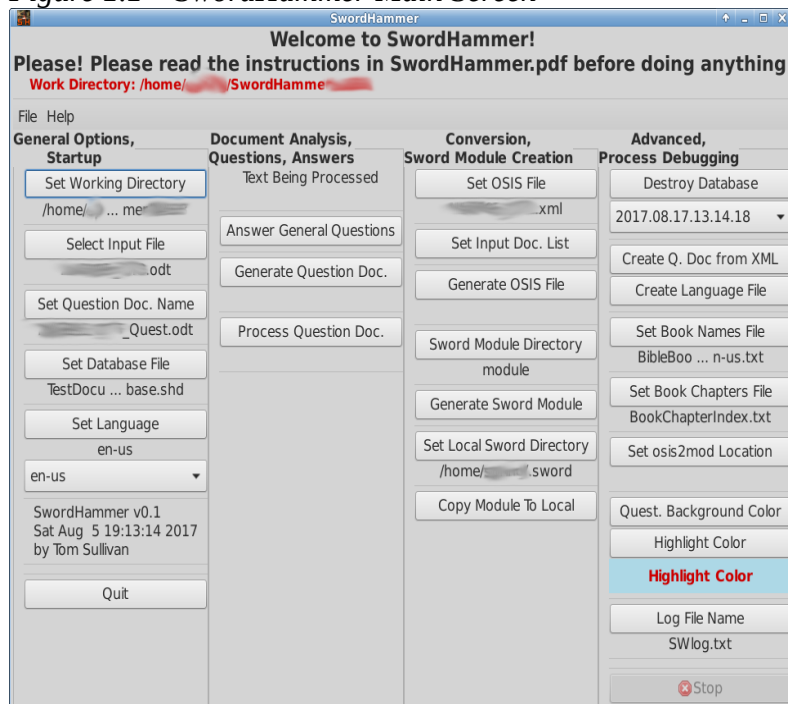 SwordHammer
Welcome to SwordHammer!
Please! Please read the instructions in SwordHammer.pdf before doing anything
Work Directory: /home/ /SwordHamme
File Help
General Options,
Startup
Set Working Directory
/home/ ... me
Select Input File
.odt
Set Question Doc. Name
_Quest.odt
Set Database File
TestDocu ... base.shd
Set Language
en-us
en-us
SwordHammer v0.1
Sat Aug 5 19:13:14 2017
by Tom Sullivan
Quit
Document Analysis,
Questions, Answers
Text Being Processed
Answer General Questions
Generate Question Doc.
Process Question Doc.
Conversion,
Sword Module Creation
Set OSIS File
.xml
Set Input Doc. List
Generate OSIS File
Sword Module Directory
module
Generate Sword Module
Set Local Sword Directory
/home/ .sword
Copy Module To Local
Advanced,
Process Debugging
Destroy Database
2017.08.17.13.14.18
Create Q. Doc from XML
Create Language File
Set Book Names File
BibleBoo ... n-us.txt
Set Book Chapters File
BookChapterIndex.txt
Set osis2mod Location
Quest. Background Color
Highlight Color
Highlight Color
Log File Name
SWlog.txt
Stop